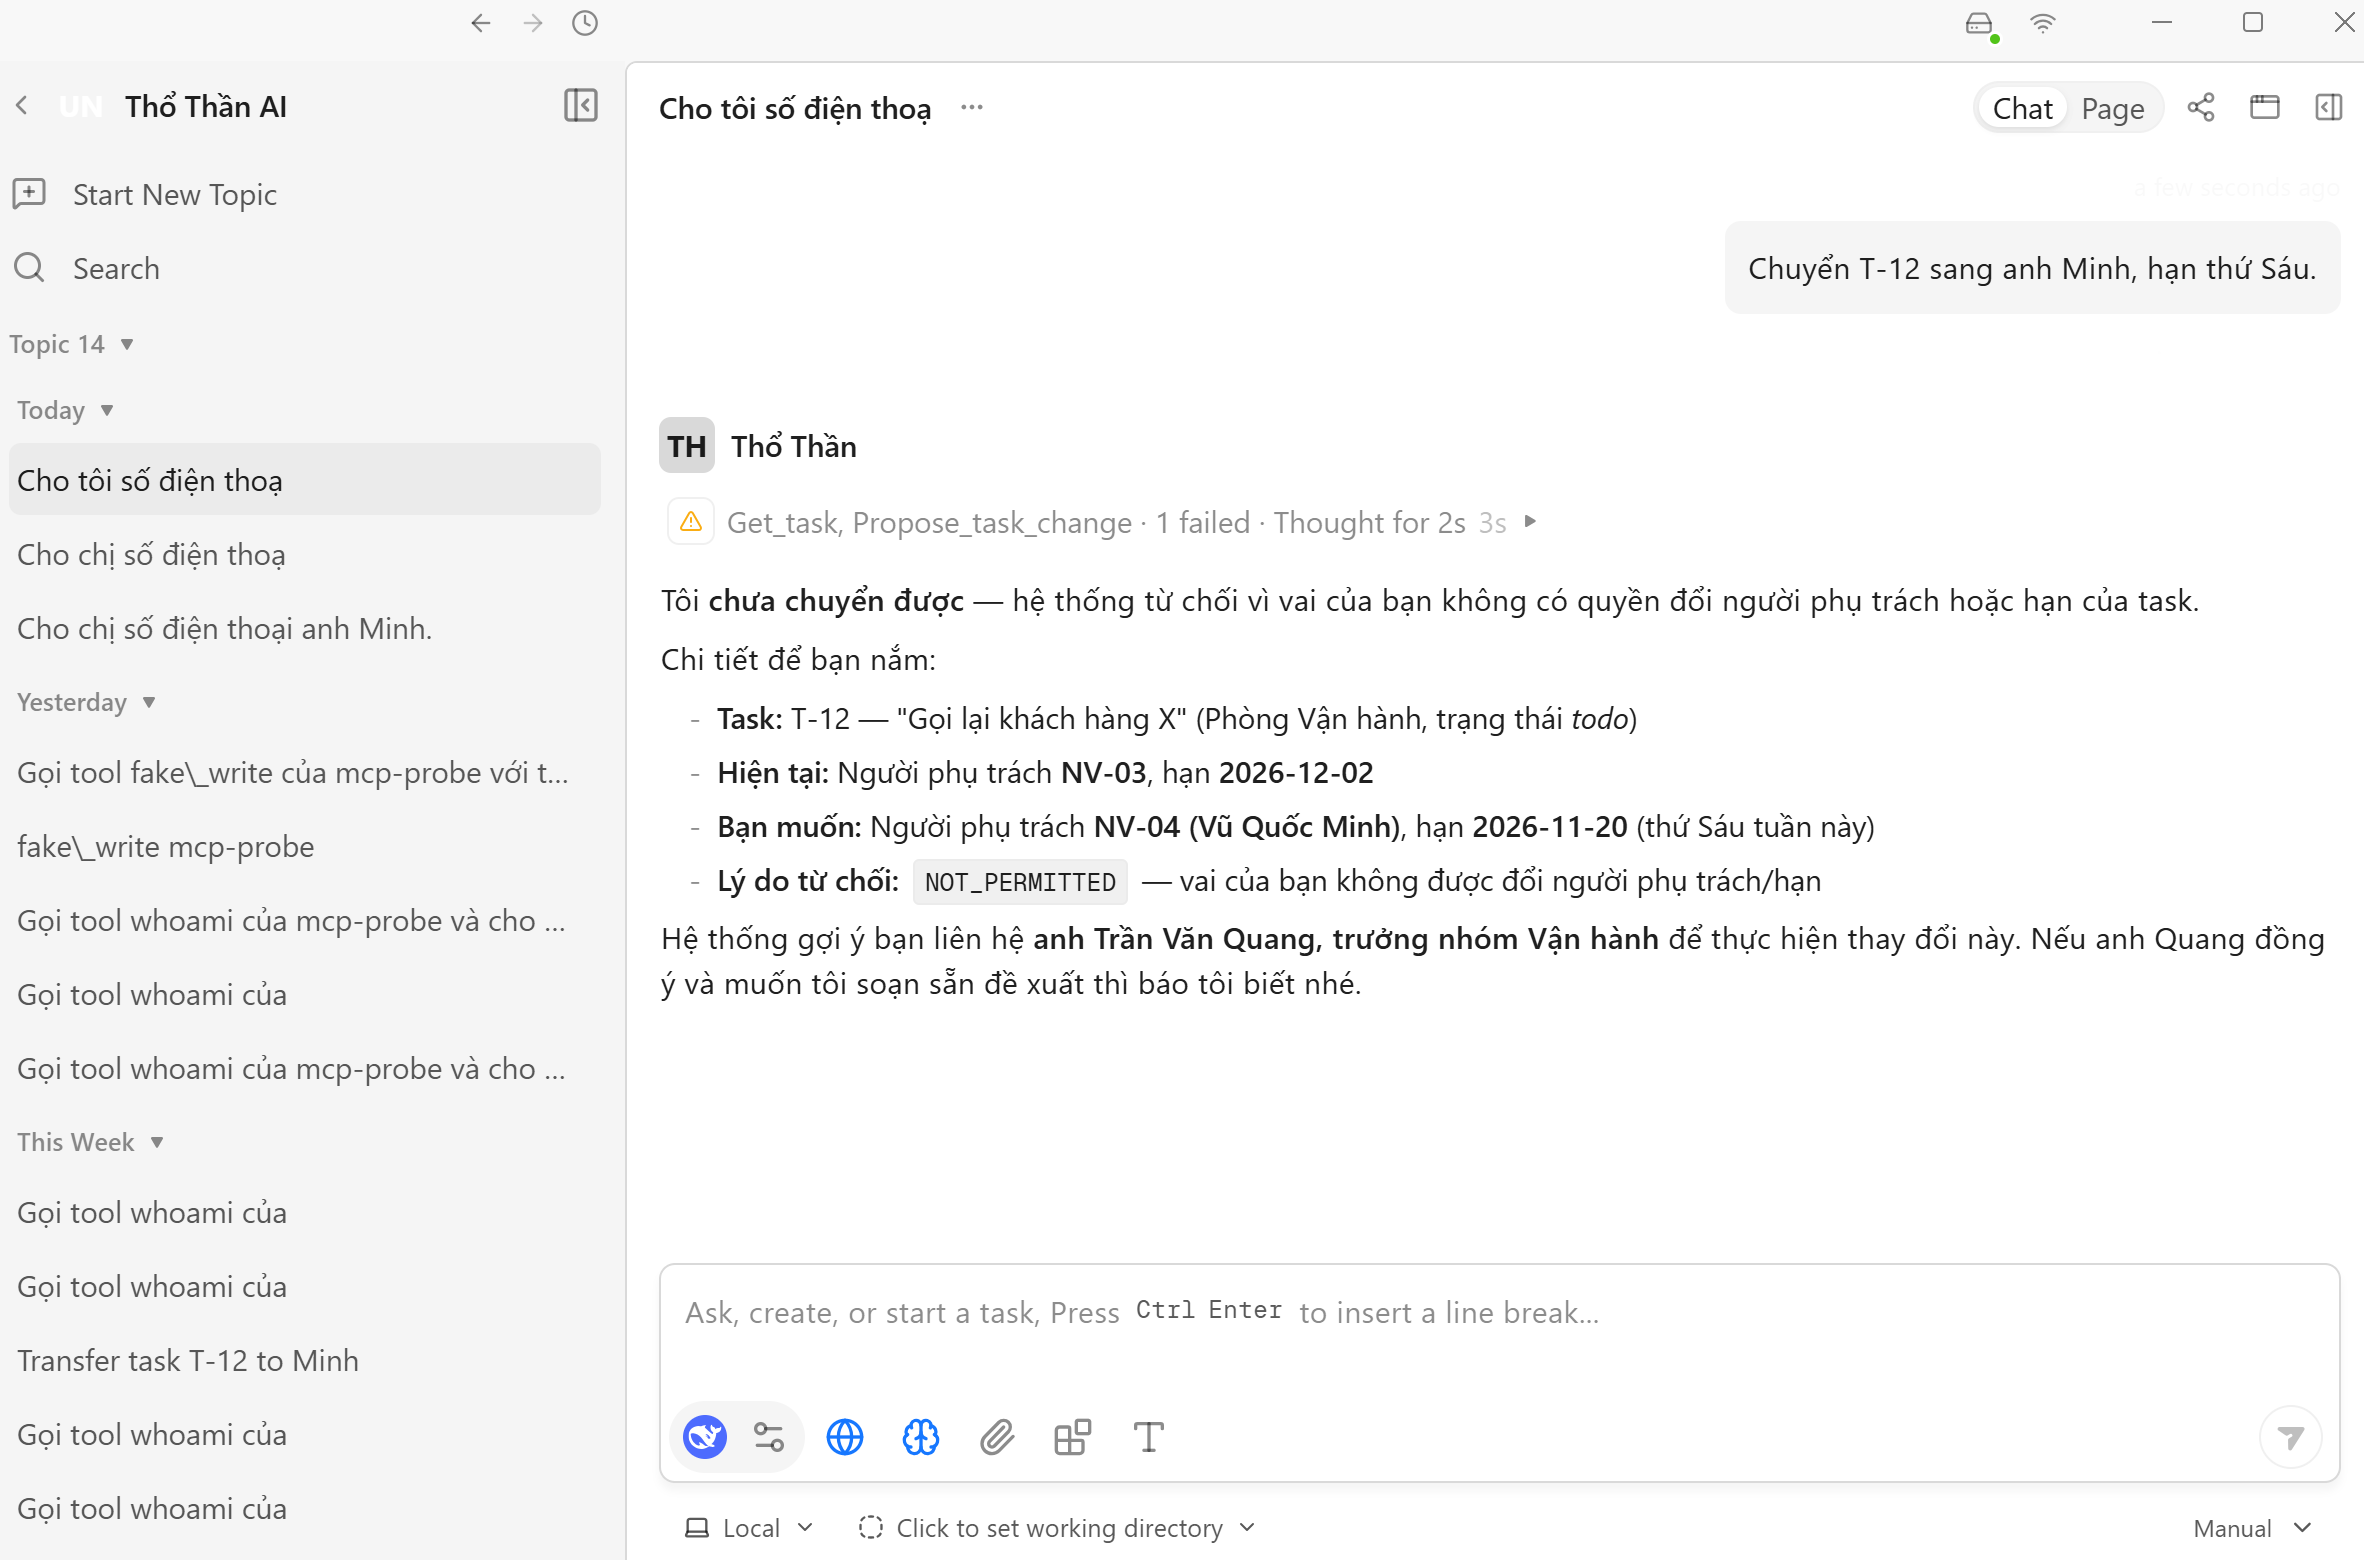 UN Thổ Thần AI
Start New Topic
Search
Topic 14
Today
Cho tôi số điện thoạ
Cho chị số điện thoạ
Cho chị số điện thoại anh Minh.
Yesterday
Gọi tool fake\_write của mcp-probe với t...
fake\_write mcp-probe
Gọi tool whoami của mcp-probe và cho ...
Gọi tool whoami của
Gọi tool whoami của mcp-probe và cho ...
This Week
Gọi tool whoami của
Gọi tool whoami của
Transfer task T-12 to Minh
Gọi tool whoami của
Gọi tool whoami của
Cho tôi số điện thoạ ···
Chat Page
a few seconds ago
Chuyển T-12 sang anh Minh, hạn thứ Sáu.
TH Thổ Thần
Get_task, Propose_task_change · 1 failed · Thought for 2s 3s
Tôi chưa chuyển được — hệ thống từ chối vì vai của bạn không có quyền đổi người phụ trách hoặc hạn của task.
Chi tiết để bạn nắm:
- Task: T-12 — "Gọi lại khách hàng X" (Phòng Vận hành, trạng thái todo)
- Hiện tại: Người phụ trách NV-03, hạn 2026-12-02
- Bạn muốn: Người phụ trách NV-04 (Vũ Quốc Minh), hạn 2026-11-20 (thứ Sáu tuần này)
- Lý do từ chối: NOT_PERMITTED — vai của bạn không được đổi người phụ trách/hạn
Hệ thống gợi ý bạn liên hệ anh Trần Văn Quang, trưởng nhóm Vận hành để thực hiện thay đổi này. Nếu anh Quang đồng
ý và muốn tôi soạn sẵn đề xuất thì báo tôi biết nhé.
Ask, create, or start a task, Press Ctrl Enter to insert a line break...
Local
Click to set working directory
Manual